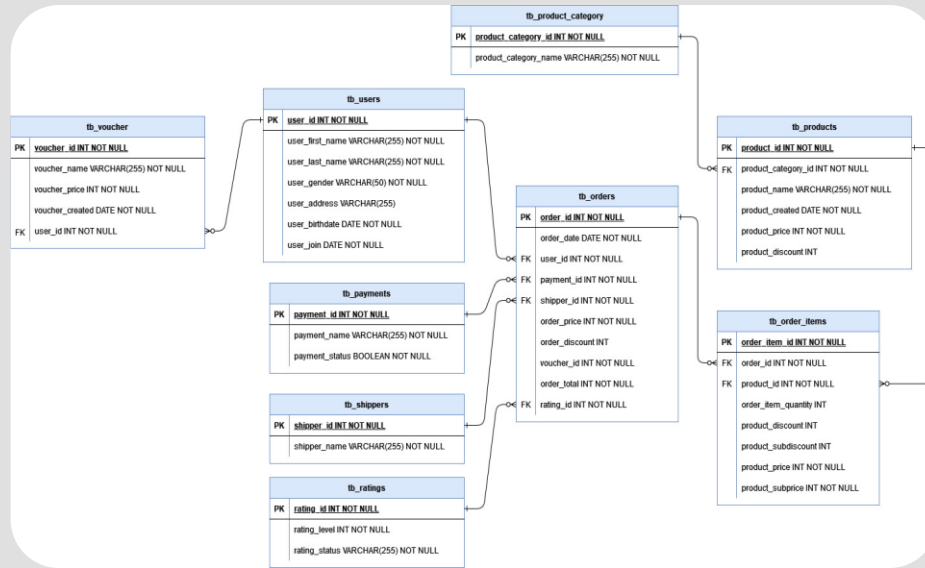 tb_product_category
PK product_category_id INT NOT NULL
product_category_name VARCHAR(255) NOT NULL
tb_voucher
PK voucher_id INT NOT NULL
voucher_name VARCHAR(255) NOT NULL
voucher_price INT NOT NULL
voucher_created DATE NOT NULL
FK user_id INT NOT NULL
tb_users
PK user_id INT NOT NULL
user_first_name VARCHAR(255) NOT NULL
user_last_name VARCHAR(255) NOT NULL
user_gender VARCHAR(50) NOT NULL
user_address VARCHAR(255)
user_birthdate DATE NOT NULL
user_join DATE NOT NULL
tb_products
PK product_id INT NOT NULL
FK product_category_id INT NOT NULL
product_name VARCHAR(255) NOT NULL
product_created DATE NOT NULL
product_price INT NOT NULL
product_discount INT
tb_orders
PK order_id INT NOT NULL
order_date DATE NOT NULL
FK user_id INT NOT NULL
FK payment_id INT NOT NULL
FK shipper_id INT NOT NULL
order_price INT NOT NULL
order_discount INT
voucher_id INT NOT NULL
order_total INT NOT NULL
FK rating_id INT NOT NULL
tb_payments
PK payment_id INT NOT NULL
payment_name VARCHAR(255) NOT NULL
payment_status BOOLEAN NOT NULL
tb_order_items
PK order_item_id INT NOT NULL
FK order_id INT NOT NULL
FK product_id INT NOT NULL
order_item_quantity INT
product_discount INT
product_subdiscount INT
product_price INT NOT NULL
product_subprice INT NOT NULL
tb_shippers
PK shipper_id INT NOT NULL
shipper_name VARCHAR(255) NOT NULL
tb_ratings
PK rating_id INT NOT NULL
rating_level INT NOT NULL
rating_status VARCHAR(255) NOT NULL